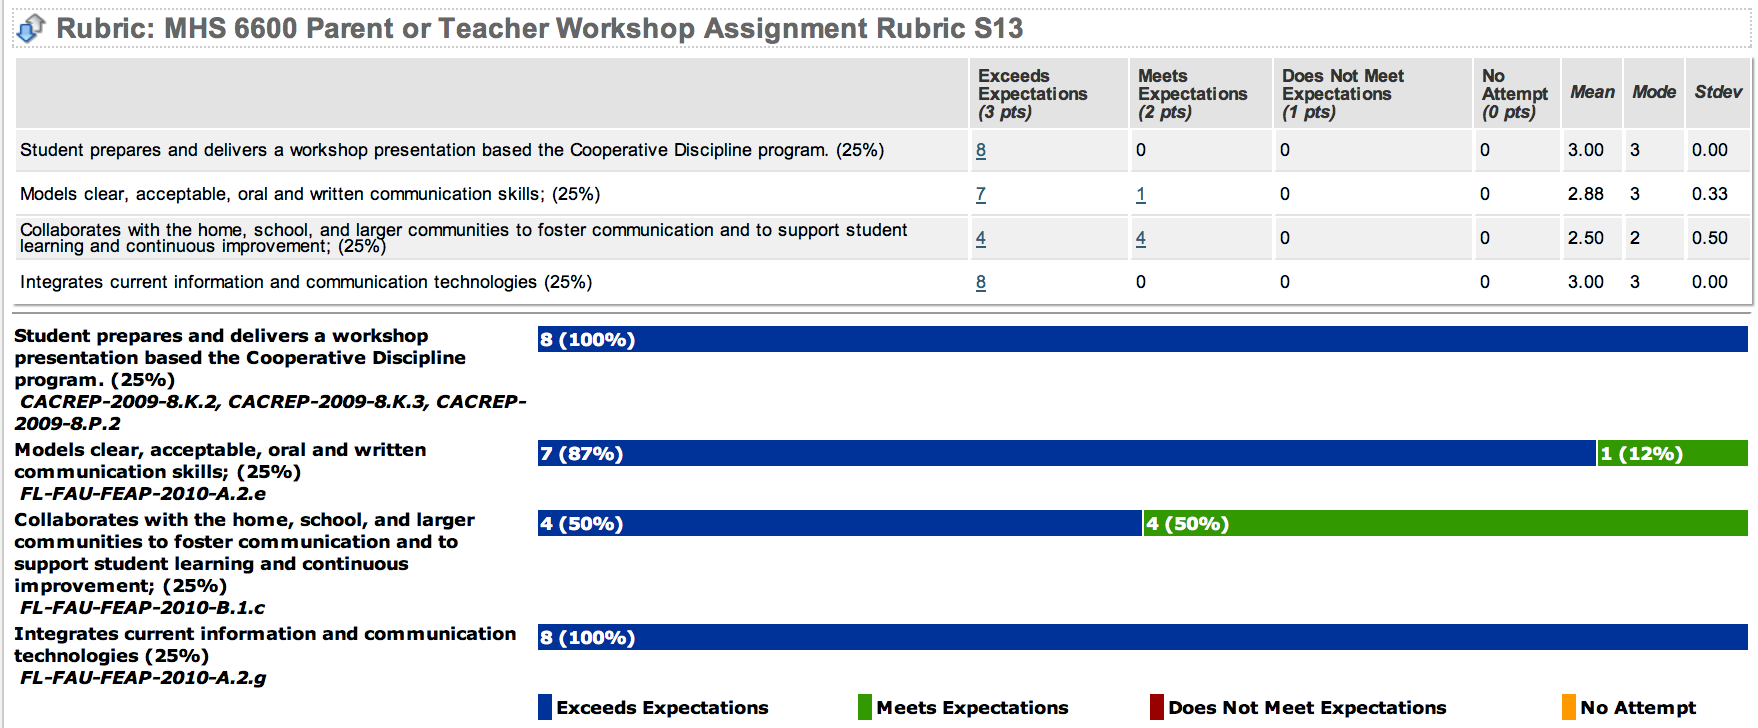 Rubric: MHS 6600 Parent or Teacher Workshop Assignment Rubric S13
Exceeds Expectations (3 pts) Meets Expectations (2 pts) Does Not Meet Expectations (1 pts) No Attempt (0 pts) Mean Mode Stdev
Student prepares and delivers a workshop presentation based the Cooperative Discipline program. (25%) 8 0 0 0 3.00 3 0.00
Models clear, acceptable, oral and written communication skills; (25%) 7 1 0 0 2.88 3 0.33
Collaborates with the home, school, and larger communities to foster communication and to support student
learning and continuous improvement; (25%) 4 4 0 0 2.50 2 0.50
Integrates current information and communication technologies (25%) 8 0 0 0 3.00 3 0.00
Student prepares and delivers a workshop
presentation based the Cooperative Discipline
program. (25%)
CACREP-2009-8.K.2, CACREP-2009-8.K.3, CACREP-
2009-8.P.2
8 (100%)
Models clear, acceptable, oral and written
communication skills; (25%)
FL-FAU-FEAP-2010-A.2.e
7 (87%) 1 (12%)
Collaborates with the home, school, and larger
communities to foster communication and to
support student learning and continuous
improvement; (25%)
FL-FAU-FEAP-2010-B.1.c
4 (50%) 4 (50%)
Integrates current information and communication
technologies (25%)
FL-FAU-FEAP-2010-A.2.g
8 (100%)
Exceeds Expectations Meets Expectations Does Not Meet Expectations No Attempt